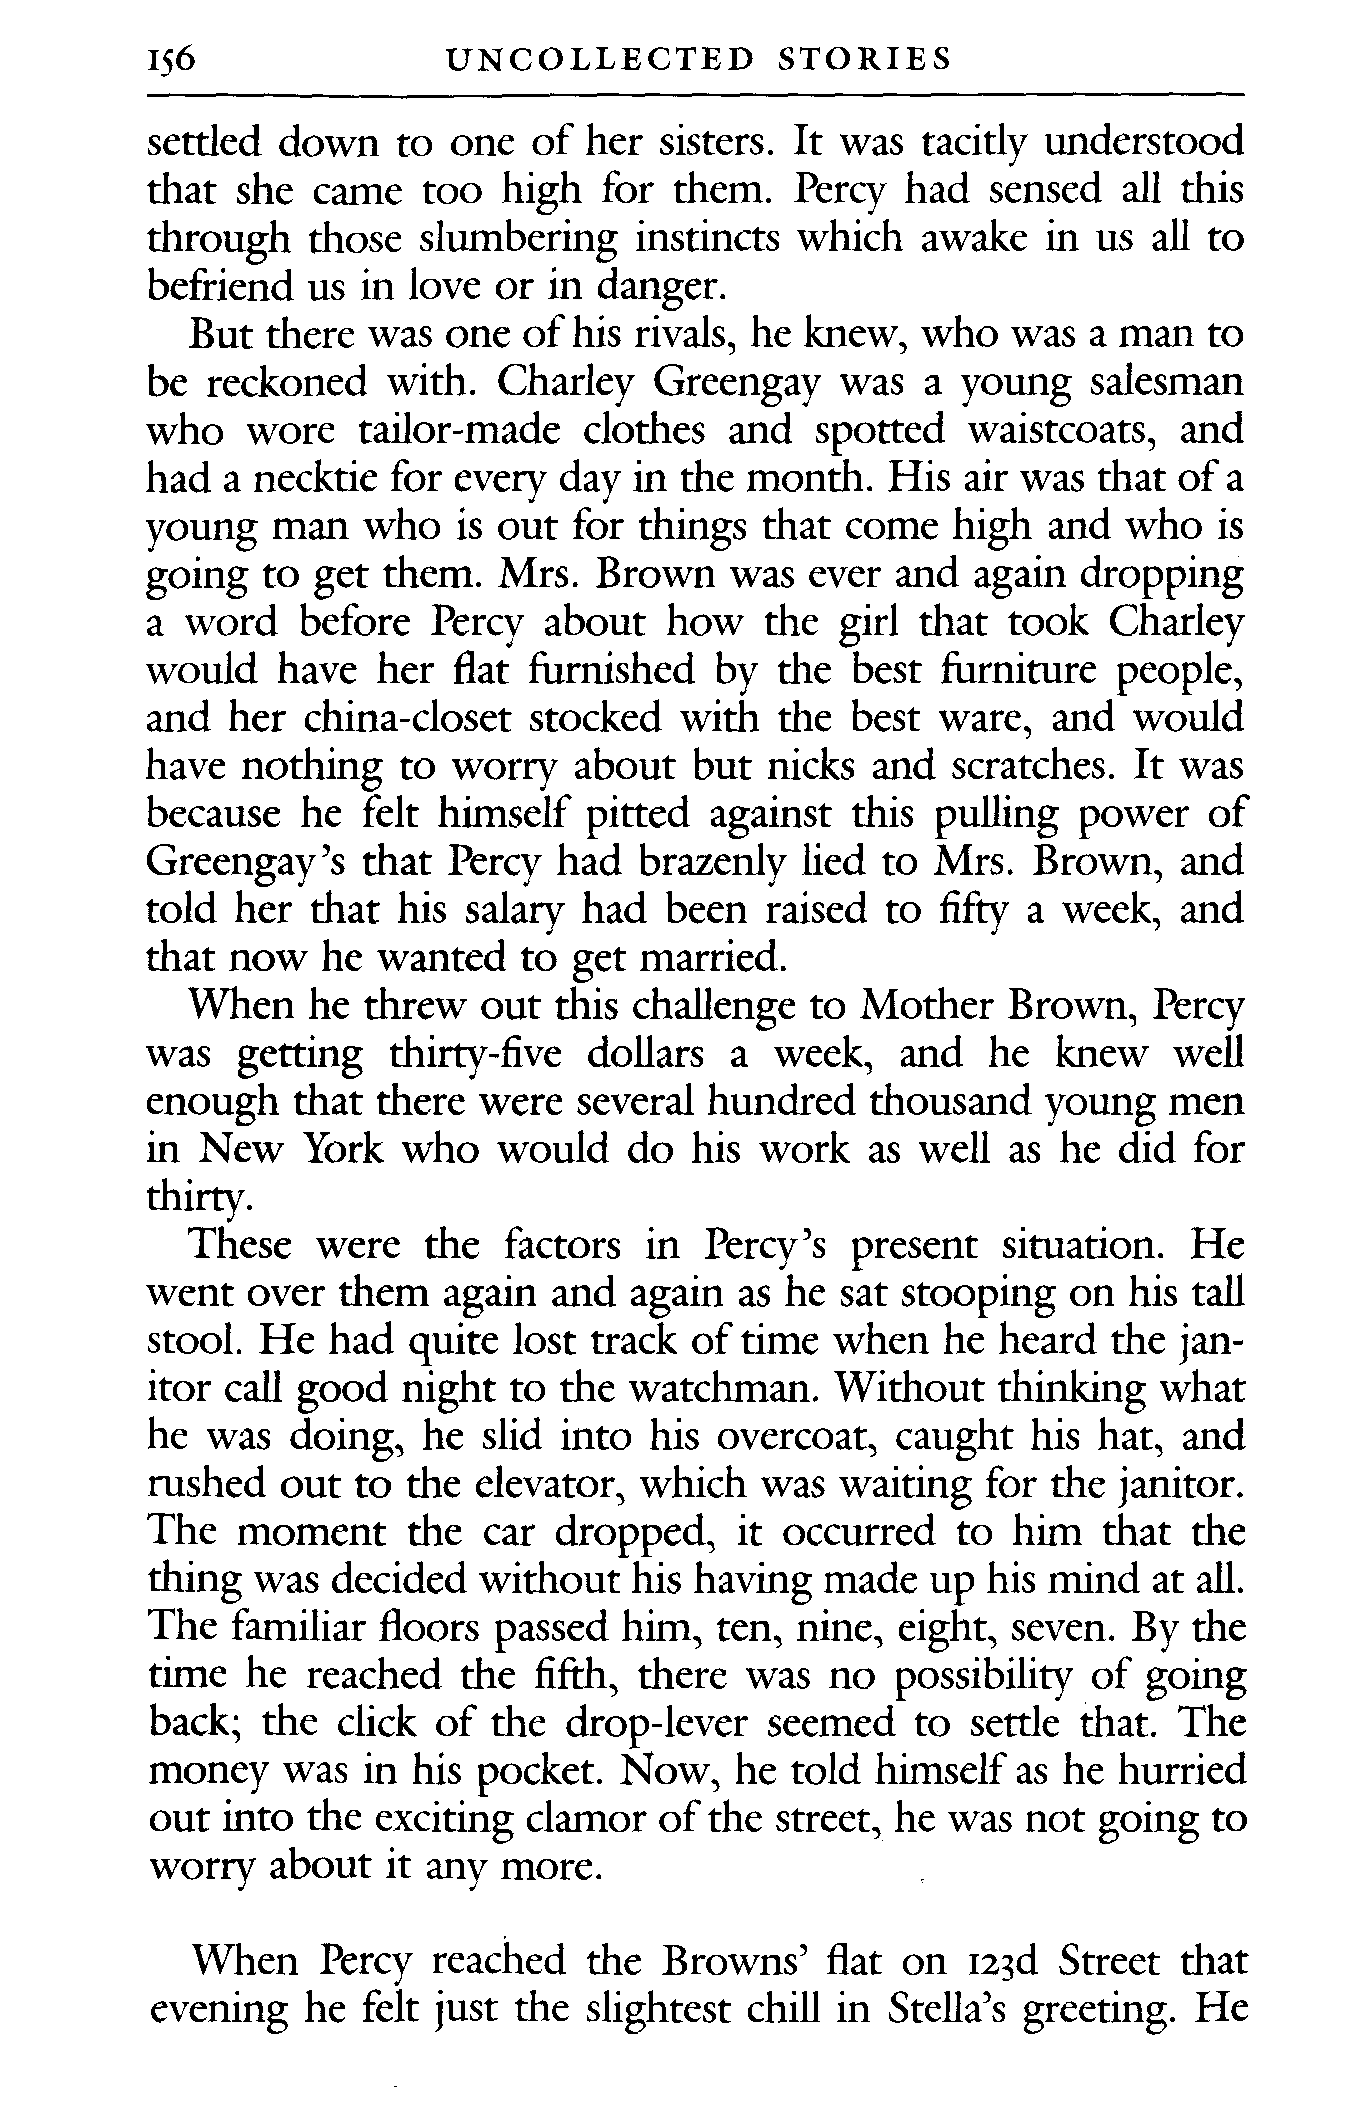 156 UNCOLLECTED STORIES
settled down to one of her sisters. It was tacitly understood
that she came too high for them. Percy had sensed all this
through those slumbering instincts which awake in us all to
befriend us in love or in danger.
But there was one of his rivals, he knew, who was a man to
be reckoned with. Charley Greengay was a young salesman
who wore tailor-made clothes and spotted waistcoats, and
had a necktie for every day in the month. His air was that of a
young man who is out for things that come high and who is
going to get them. Mrs. Brown was ever and again dropping
a word before Percy about how the girl that took Charley
would have her flat furnished by the best furniture people,
and her china-closet stocked with the best ware, and would
have nothing to worry about but nicks and scratches. It was
because he felt himself pitted against this pulling power of
Greengay's that Percy had brazenly lied to Mrs. Brown, and
told her that his salary had been raised to fifty a week, and
that now he wanted to get married.
When he threw out this challenge to Mother Brown, Percy
was getting thirty-five dollars a week, and he knew well
enough that there were several hundred thousand young men
in New York who would do his work as well as he did for
thirty.
These were the factors in Percy's present situation. He
went over them again and again as he sat stooping on his tall
stool. He had quite lost track of time when he heard the jan-
itor call good night to the watchman. Without thinking what
he was doing, he slid into his overcoat, caught his hat, and
rushed out to the elevator, which was waiting for the janitor.
The moment the car dropped, it occurred to him that the
thing was decided without his having made up his mind at all.
The familiar floors passed him, ten, nine, eight, seven. By the
time he reached the fifth, there was no possibility of going
back; the click of the drop-lever seemed to settle that. The
money was in his pocket. Now, he told himself as he hurried
out into the exciting clamor of the street, he was not going to
worry about it any more.
When Percy reached the Browns' flat on 123d Street that
evening he felt just the slightest chill in Stella's greeting. He